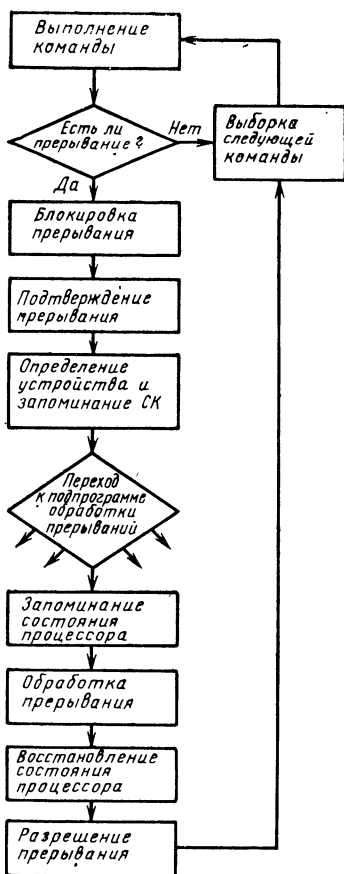 Выполнение
команды
Есть ли
прерывание?
Нет
Выборка
следующей
команды
Да
Блокировка
прерывания
Подтверждение
прерывания
Определение
устройства и
запоминание СК
Переход
к подпрограмме
обработки
прерываний
Запоминание
состояния
процессора
Обработка
прерывания
Восстановление
состояния
процессора
Разрешение
прерывания